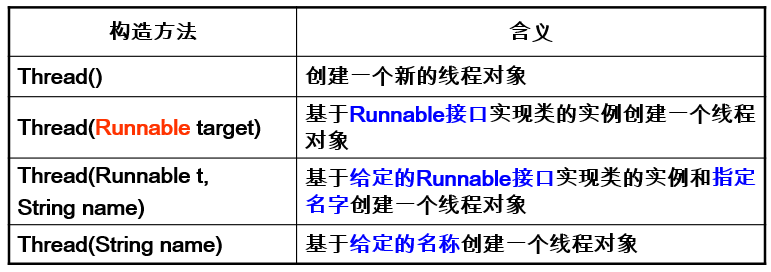 构造方法
含义
Thread()
创建一个新的线程对象
Thread(Runnable target)
基于Runnable接口实现类的实例创建一个线程
对象
Thread(Runnable t,
String name)
基于给定的Runnable接口实现类的实例和指定
名字创建一个线程对象
Thread(String name)
基于给定的名称创建一个线程对象